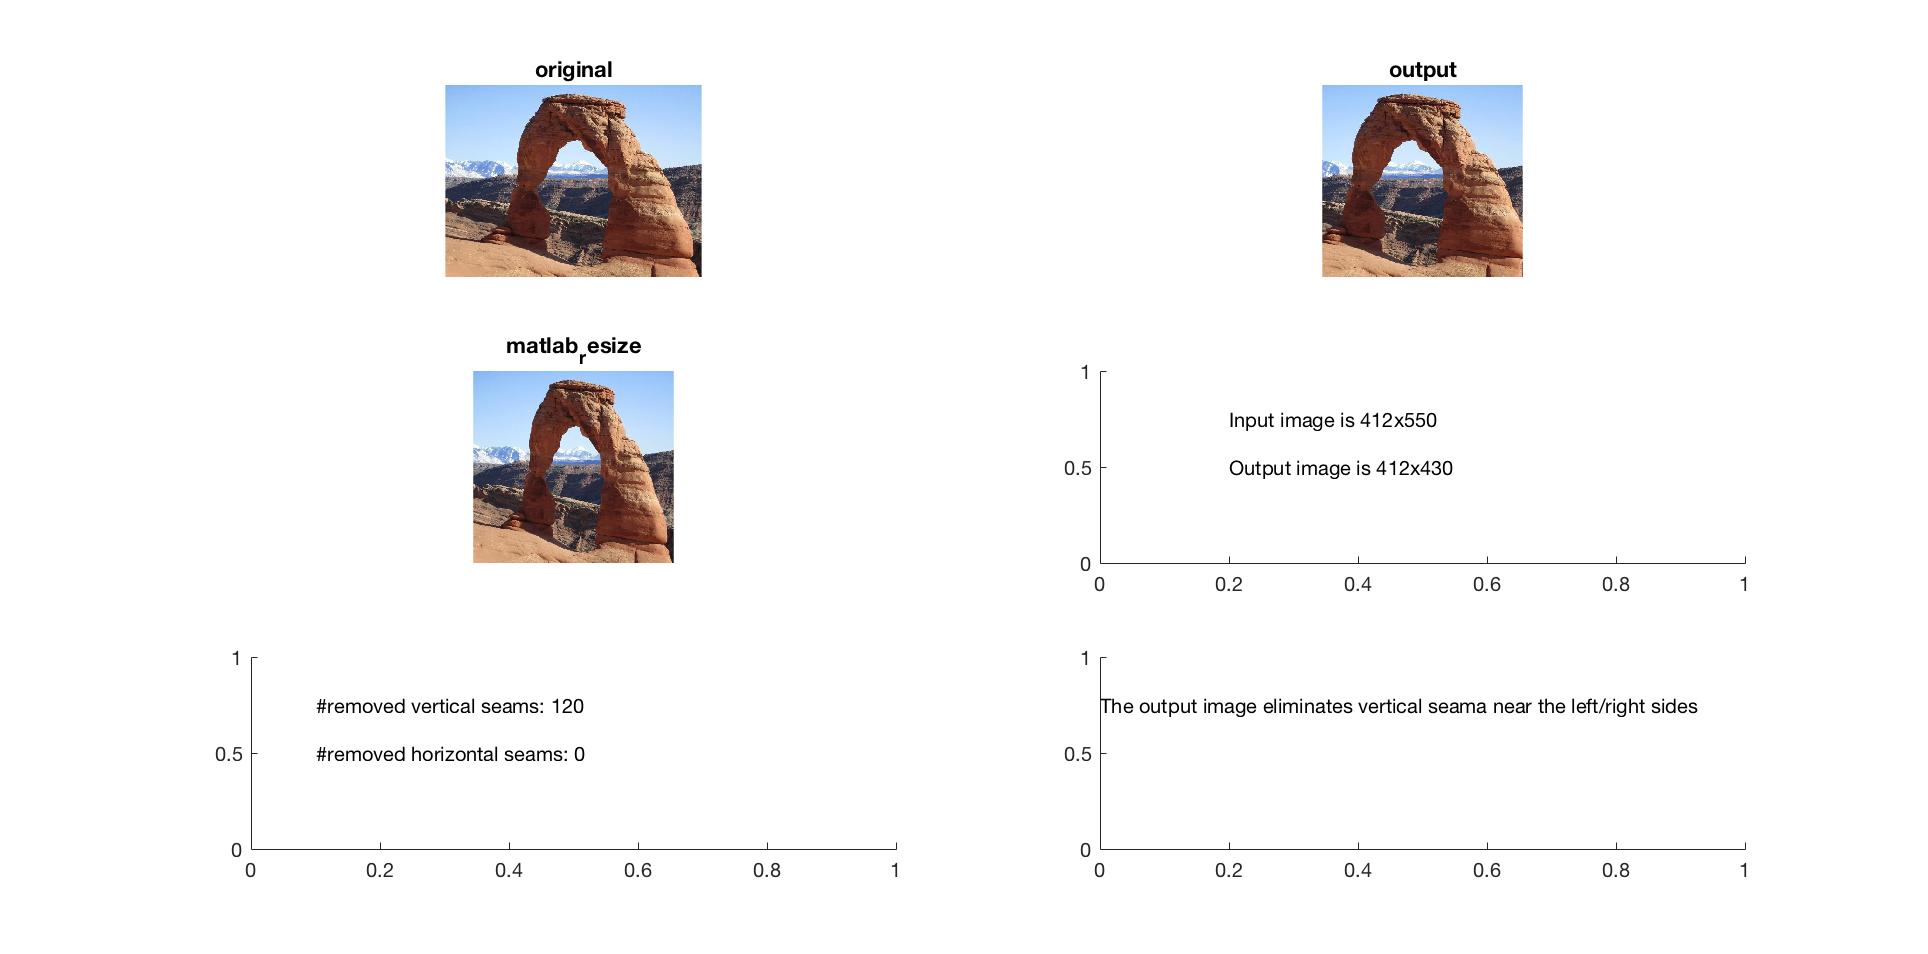 original
output
matlab_resize
1
Input image is 412x550
0.5
Output image is 412x430
0
0 0.2 0.4 0.6 0.8 1
1
#removed vertical seams: 120
0.5
#removed horizontal seams: 0
0
0 0.2 0.4 0.6 0.8 1
1
The output image eliminates vertical seama near the left/right sides
0.5
0
0 0.2 0.4 0.6 0.8 1